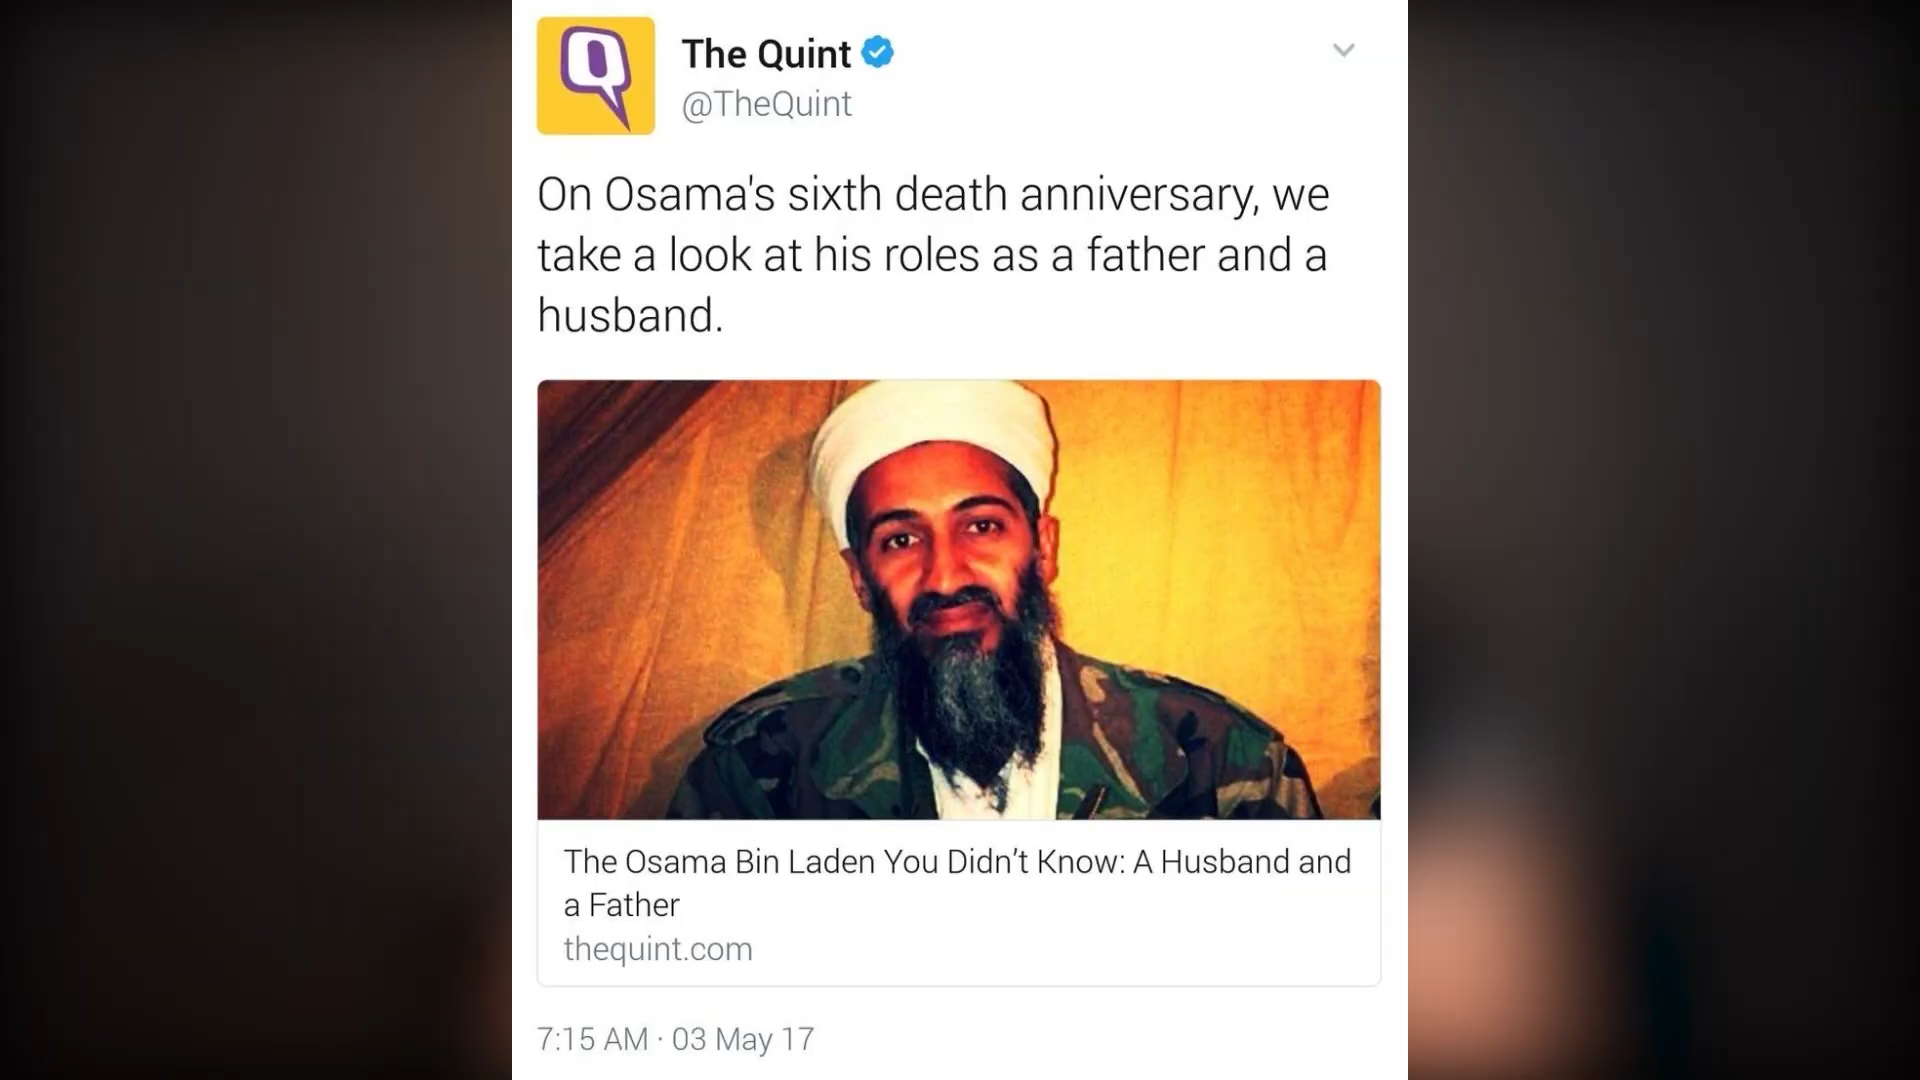 The Quint
@TheQuint
On Osama's sixth death anniversary, we
take a look at his roles as a father and a
husband.
The Osama Bin Laden You Didn’t Know: A Husband and
a Father
thequint.com
7:15 AM · 03 May 17